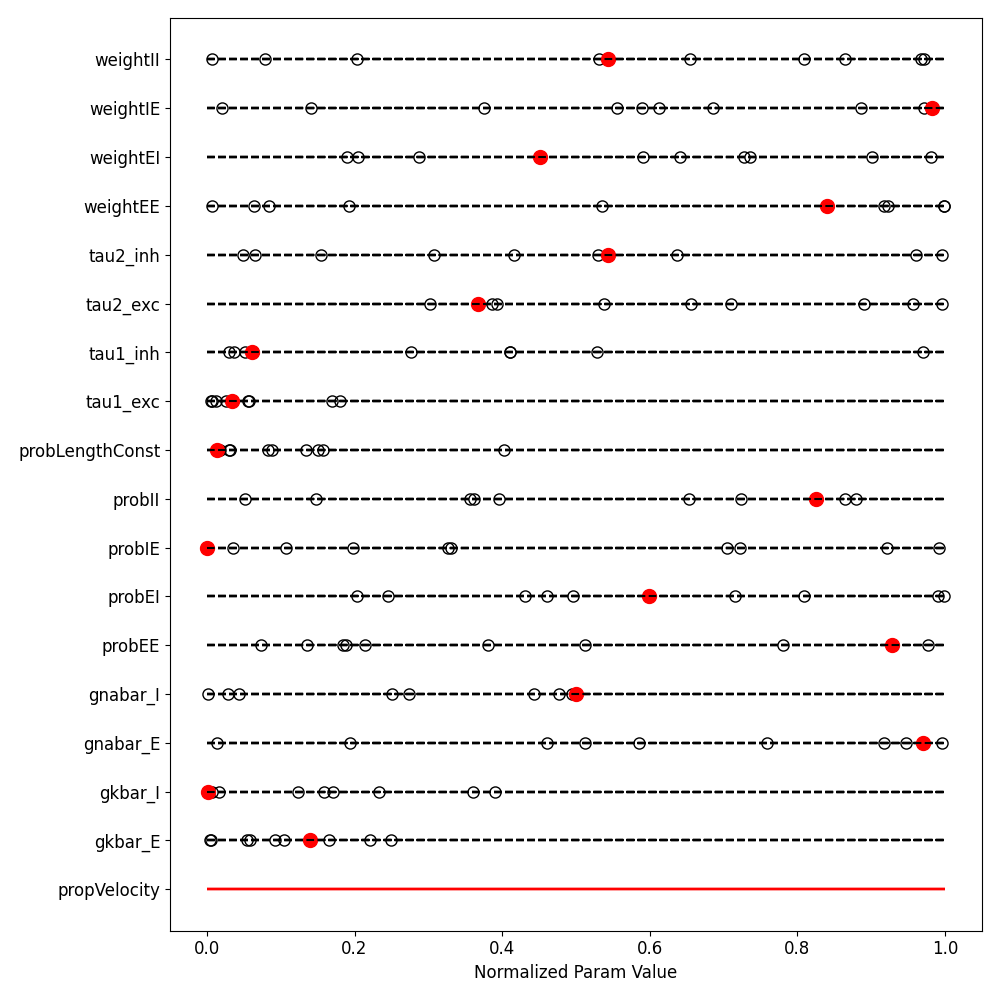 weightII
weightIE
weightEI
weightEE
tau2_inh
tau2_exc
tau1_inh
tau1_exc
probLengthConst
probII
probIE
probEI
probEE
gnabar_I
gnabar_E
gkbar_I
gkbar_E
propVelocity
0.0 0.2 0.4 0.6 0.8 1.0
Normalized Param Value